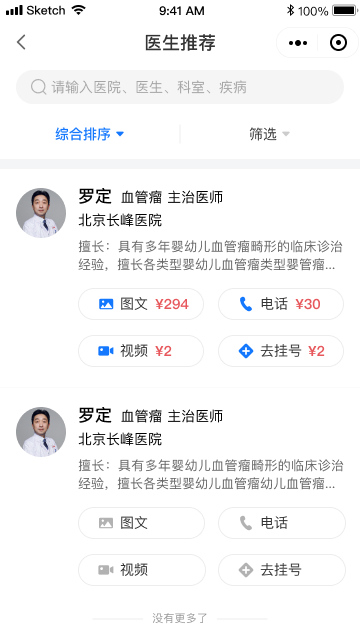 Sketch 9:41 AM 100%
医生推荐
请输入医院、医生、科室、疾病
综合排序 筛选
罗定 血管瘤 主治医师
北京长峰医院
擅长：具有多年婴幼儿血管瘤畸形的临床诊治
经验，擅长各类型婴幼儿血管瘤类型婴管瘤...
图文 ¥294 电话 ¥30
视频 ¥2 去挂号 ¥2
罗定 血管瘤 主治医师
北京长峰医院
擅长：具有多年婴幼儿血管瘤畸形的临床诊治
经验，擅长各类型婴幼儿血管瘤幼儿血管瘤...
图文 电话
视频 去挂号
没有更多了